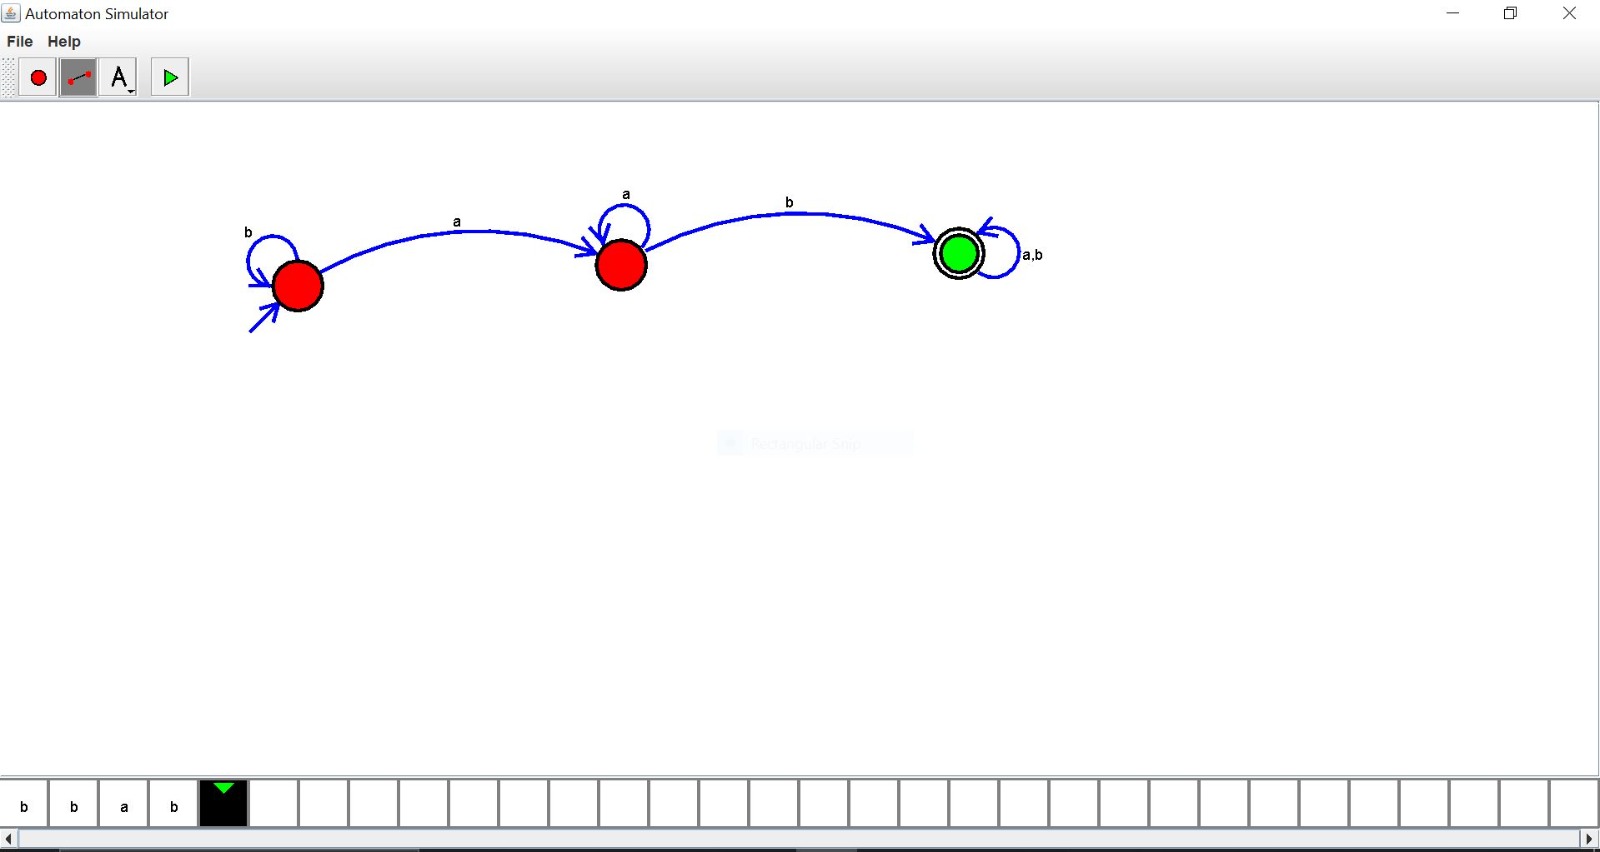 Automaton Simulator
File Help
A
a
b
b
a
a,b
Rectangular Snip
b b a b